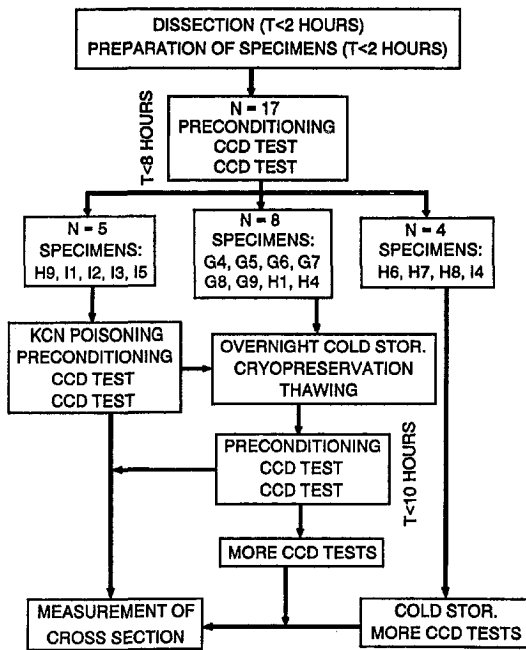 DISSECTION (T<2 HOURS)
PREPARATION OF SPECIMENS (T<2 HOURS)
T<8 HOURS
N = 17
PRECONDITIONING
CCD TEST
CCD TEST
N = 5
SPECIMENS:
H9, I1, I2, I3, I5
N = 8
SPECIMENS:
G4, G5, G6, G7
G8, G9, H1, H4
N = 4
SPECIMENS:
H6, H7, H8, I4
KCN POISONING
PRECONDITIONING
CCD TEST
CCD TEST
OVERNIGHT COLD STOR.
CRYOPRESERVATION
THAWING
PRECONDITIONING
CCD TEST
CCD TEST
T<10 HOURS
MORE CCD TESTS
MEASUREMENT OF
CROSS SECTION
COLD STOR.
MORE CCD TESTS